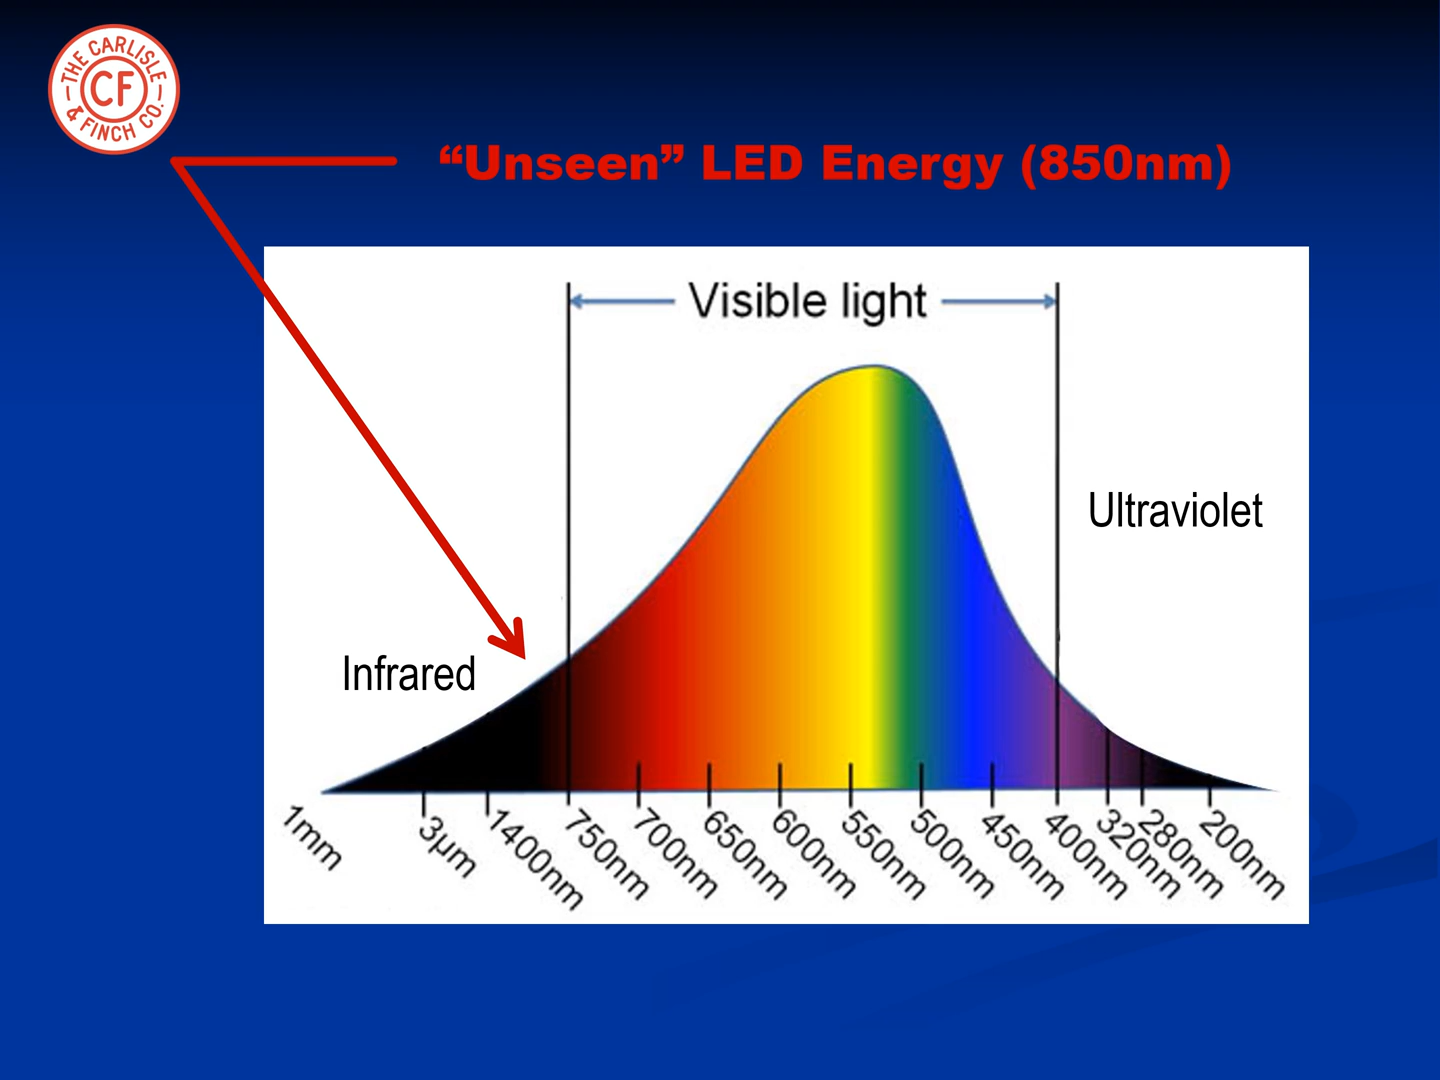 THE CARLISLE
CF
& FINCH CO.
“Unseen” LED Energy (850nm)
Visible light
Ultraviolet
Infrared
1mm
3µm
1400nm
750nm
700nm
650nm
600nm
550nm
500nm
450nm
400nm
320nm
280nm
200nm